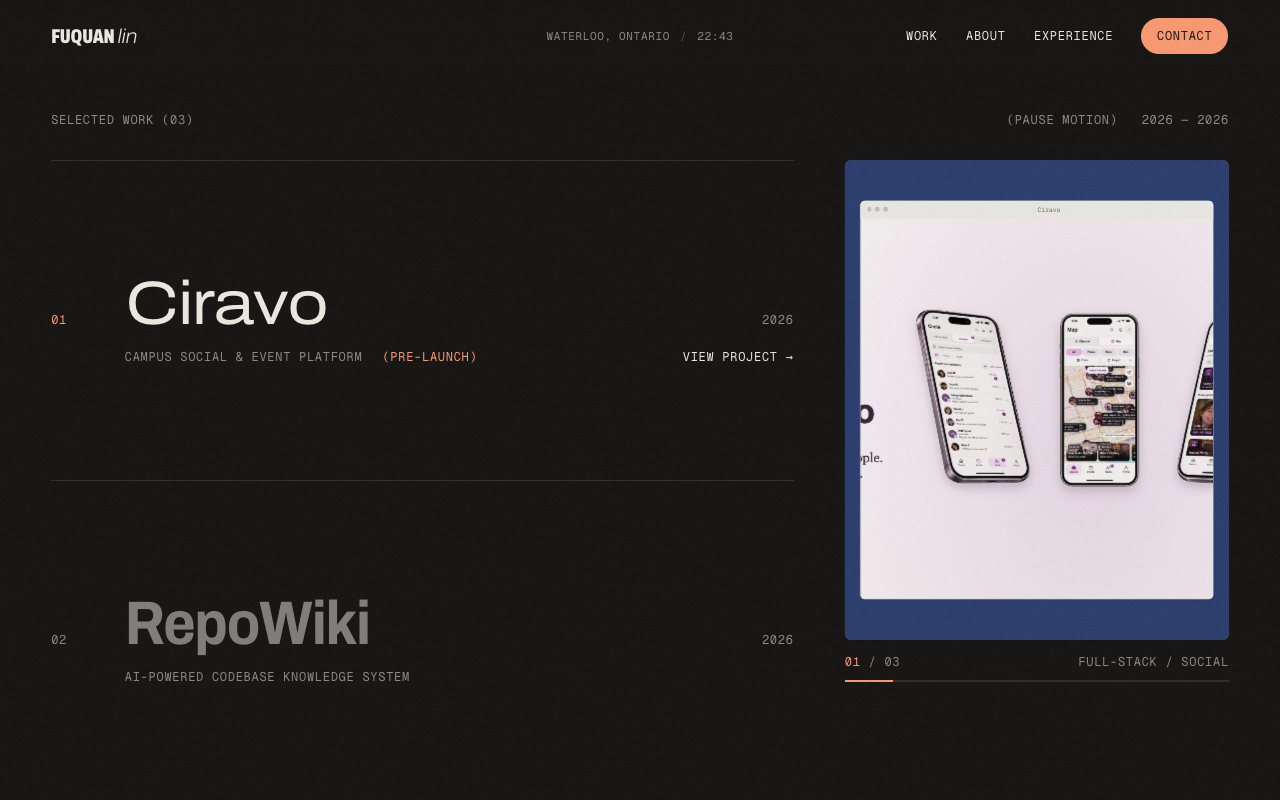 FUQUAN lin
WATERLOO, ONTARIO / 22:43
WORK
ABOUT
EXPERIENCE
CONTACT
SELECTED WORK (03)
(PAUSE MOTION)
2026 — 2026
01
Ciravo
2026
CAMPUS SOCIAL & EVENT PLATFORM (PRE-LAUNCH)
VIEW PROJECT →
Ciravo
Map
ople.
02
RepoWiki
2026
AI-POWERED CODEBASE KNOWLEDGE SYSTEM
01 / 03
FULL-STACK / SOCIAL